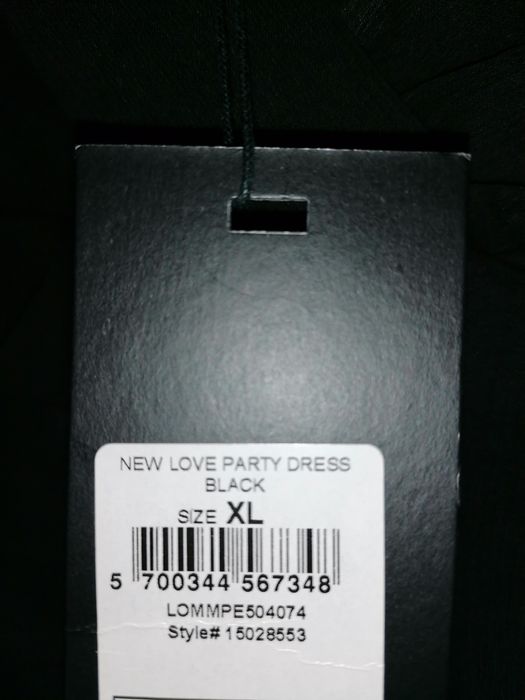 NEW LOVE PARTY DRESS
BLACK
SIZE XL
5 700344 567348
LOMMPE504074
Style# 15028553